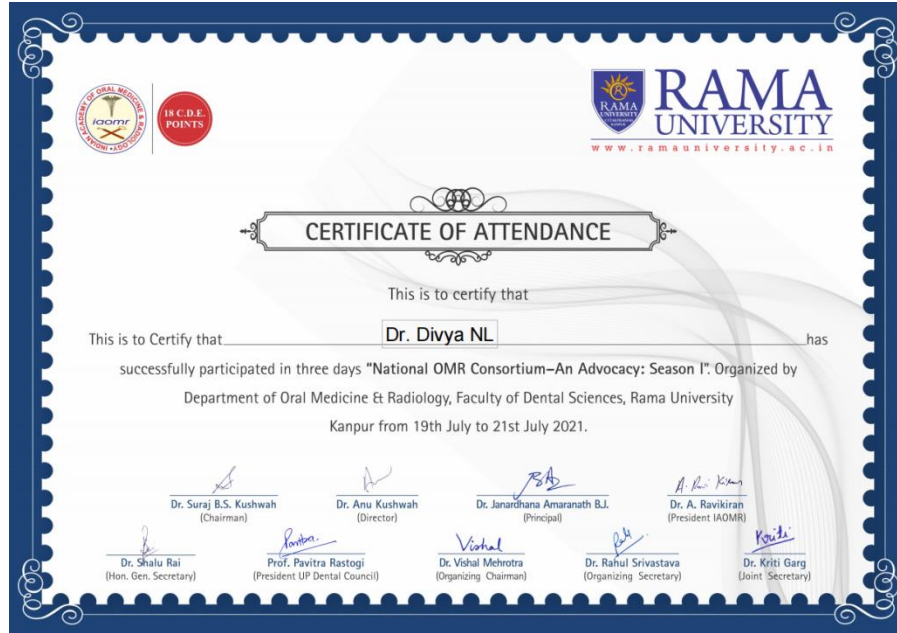 INDIAN ACADEMY OF ORAL MEDICINE & RADIOLOGY
iaomr
18 C.D.E.
POINTS
RAMA
UNIVERSITY
RAMA
UNIVERSITY
www.ramauniversity.ac.in
CERTIFICATE OF ATTENDANCE
This is to certify that
This is to Certify that Dr. Divya NL has
successfully participated in three days "National OMR Consortium–An Advocacy: Season I". Organized by
Department of Oral Medicine & Radiology, Faculty of Dental Sciences, Rama University
Kanpur from 19th July to 21st July 2021.
A. Ravi Kiran
Dr. Suraj B.S. Kushwah
(Chairman)
Dr. Anu Kushwah
(Director)
Dr. Janardhana Amaranath B.J.
(Principal)
Dr. A. Ravikiran
(President IAOMR)
Pavitra.
Vishal
Kriti
Dr. Shalu Rai
(Hon. Gen. Secretary)
Prof. Pavitra Rastogi
(President UP Dental Council)
Dr. Vishal Mehrotra
(Organizing Chairman)
Dr. Rahul Srivastava
(Organizing Secretary)
Dr. Kriti Garg
(Joint Secretary)